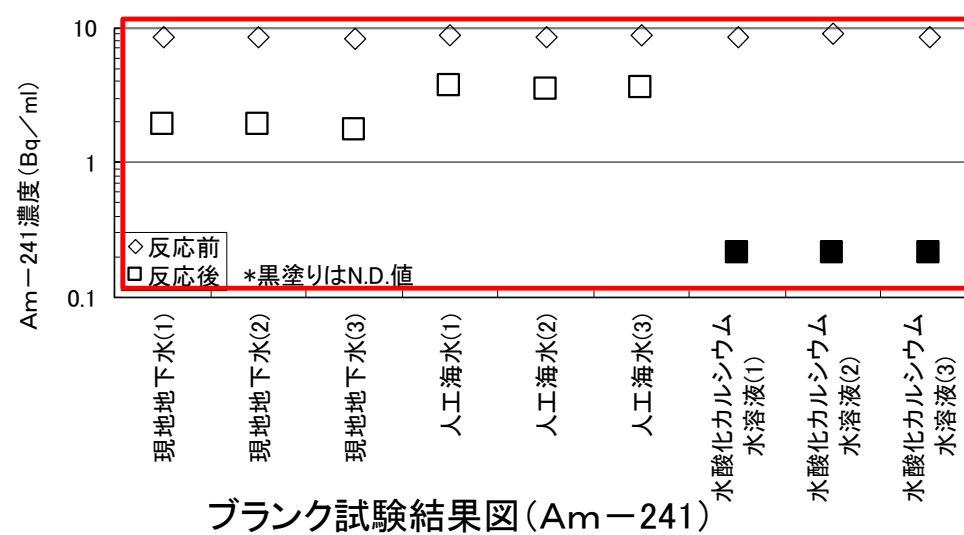 10
1
0.1
Am－241濃度(Bq／ml)
◇反応前
□反応後 *黒塗りはN.D.値
現地地下水(1)
現地地下水(2)
現地地下水(3)
人工海水(1)
人工海水(2)
人工海水(3)
水酸化カルシウム
水溶液(1)
水酸化カルシウム
水溶液(2)
水酸化カルシウム
水溶液(3)
ブランク試験結果図（Am－241）